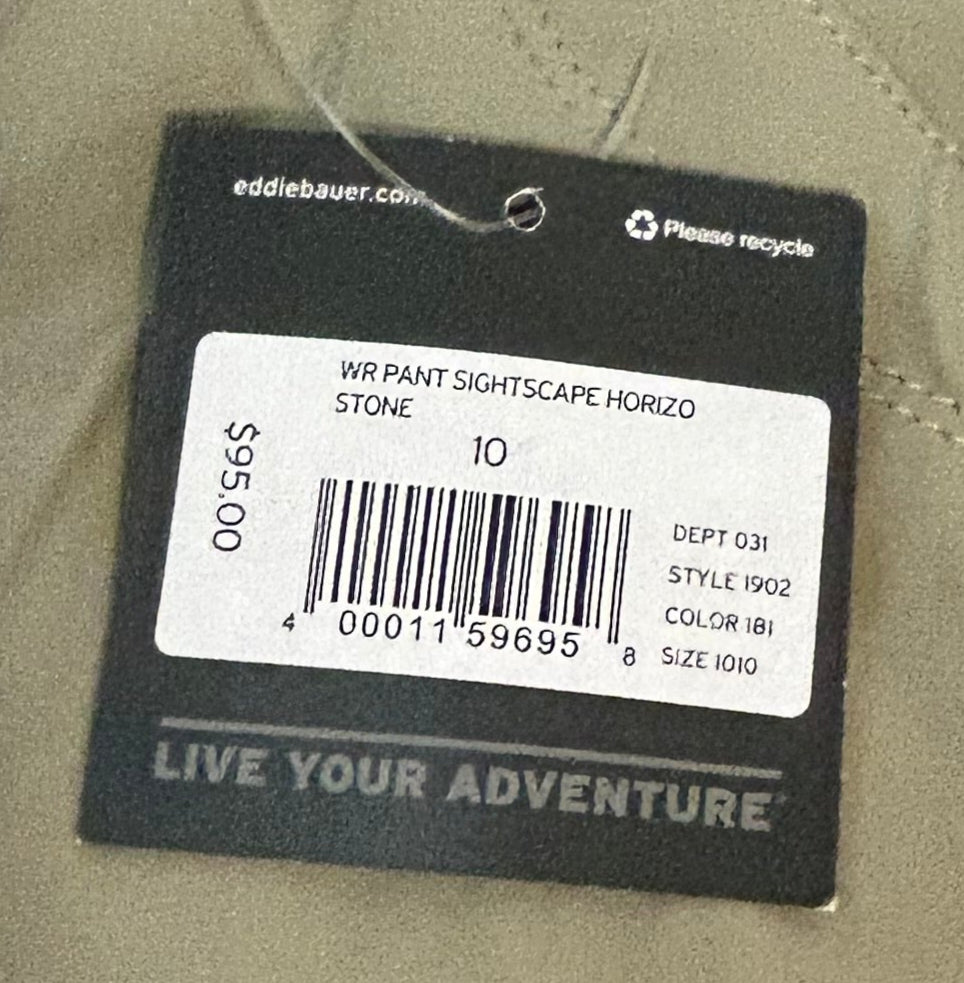 eddiebauer.com
Please recycle
WR PANT SIGHTSCAPE HORIZO
STONE
10
$95.00
DEPT 031
STYLE 1902
COLOR 181
SIZE 1010
4 00011 59695 8
LIVE YOUR ADVENTURE